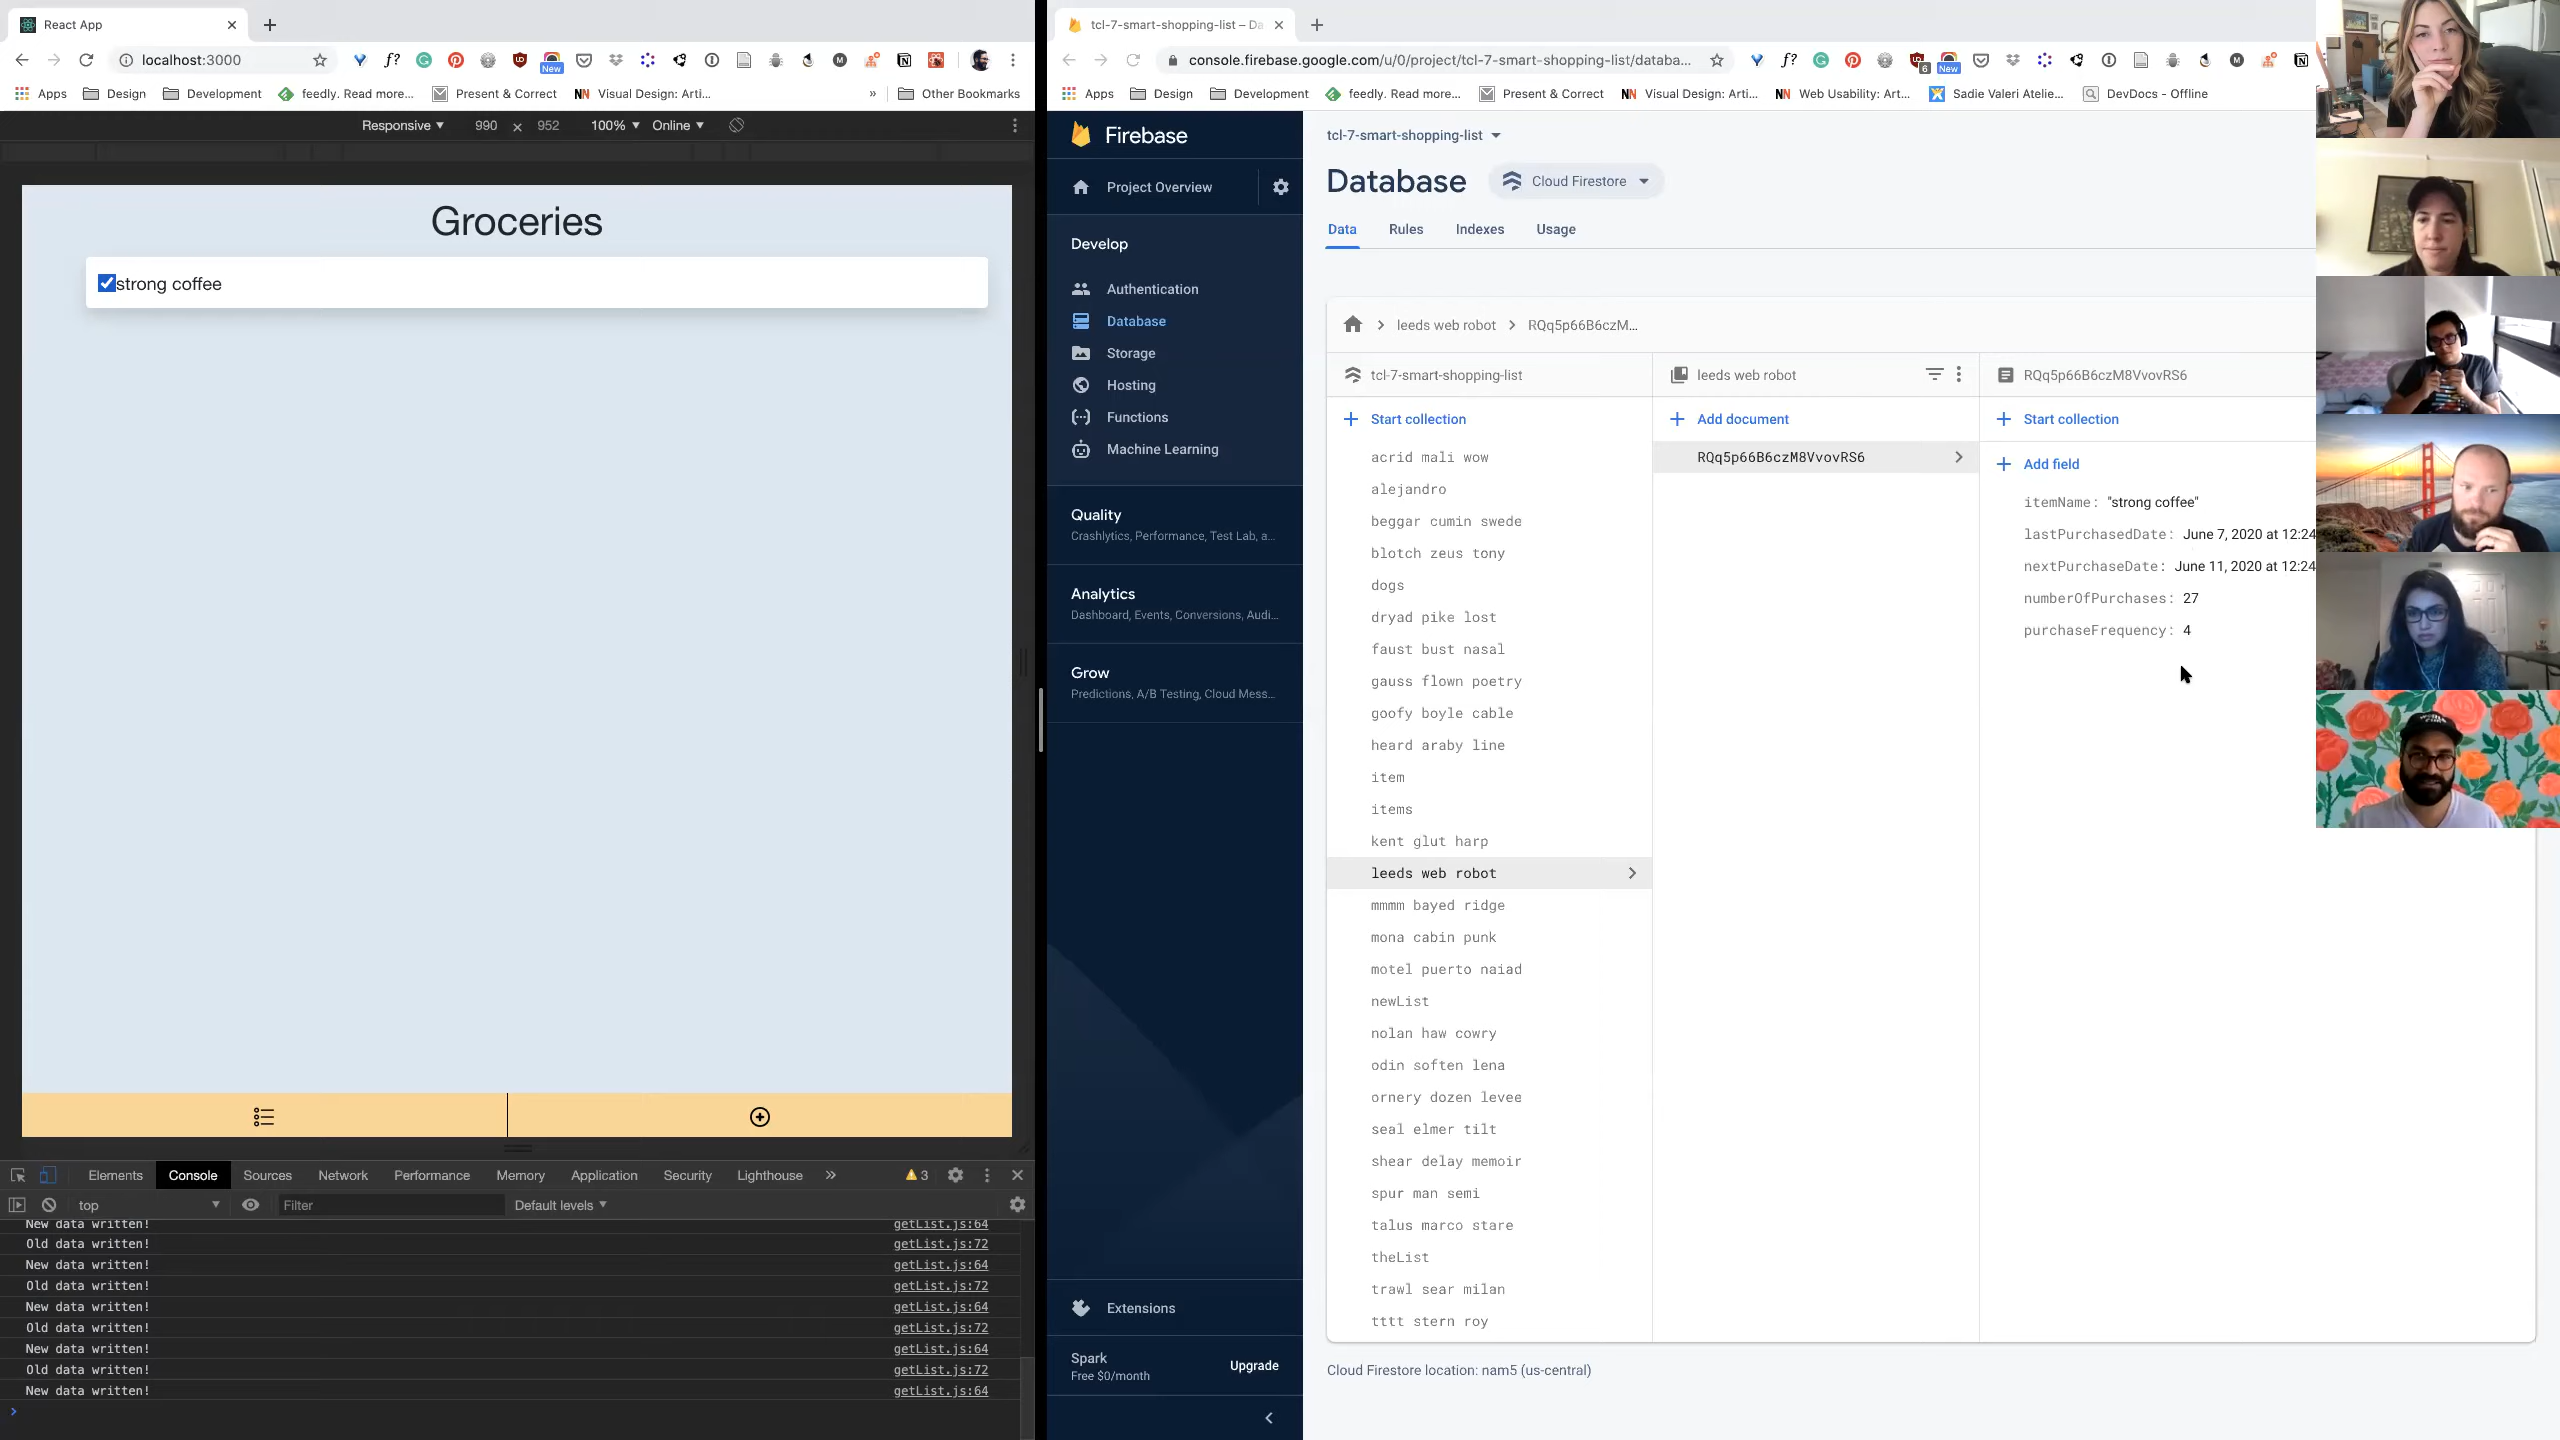 React App
localhost:3000
New
Apps
Design
Development
feedly. Read more...
Present & Correct
Visual Design: Arti...
»
Other Bookmarks
Responsive
990 × 952
100%
Online
Groceries
strong coffee
Elements
Console
Sources
Network
Performance
Memory
Application
Security
Lighthouse
»
3
top
Filter
Default levels
New data written! getList.js:64
Old data written! getList.js:72
New data written! getList.js:64
Old data written! getList.js:72
New data written! getList.js:64
Old data written! getList.js:72
New data written! getList.js:64
Old data written! getList.js:72
New data written! getList.js:64
tcl-7-smart-shopping-list – Da
console.firebase.google.com/u/0/project/tcl-7-smart-shopping-list/databa...
6
New
Apps
Design
Development
feedly. Read more...
Present & Correct
Visual Design: Arti...
Web Usability: Art...
Sadie Valeri Atelie...
DevDocs - Offline
Firebase
Project Overview
Develop
Authentication
Database
Storage
Hosting
Functions
Machine Learning
Quality
Crashlytics, Performance, Test Lab, a...
Analytics
Dashboard, Events, Conversions, Audi...
Grow
Predictions, A/B Testing, Cloud Mess...
Extensions
Spark
Free $0/month
Upgrade
tcl-7-smart-shopping-list
Database
Cloud Firestore
Data
Rules
Indexes
Usage
leeds web robot
RQq5p66B6czM...
tcl-7-smart-shopping-list
Start collection
acrid mali wow
alejandro
beggar cumin swede
blotch zeus tony
dogs
dryad pike lost
faust bust nasal
gauss flown poetry
goofy boyle cable
heard araby line
item
items
kent glut harp
leeds web robot
mmmm bayed ridge
mona cabin punk
motel puerto naiad
newList
nolan haw cowry
odin soften lena
ornery dozen levee
seal elmer tilt
shear delay memoir
spur man semi
talus marco stare
theList
trawl sear milan
tttt stern roy
leeds web robot
Add document
RQq5p66B6czM8VvovRS6
RQq5p66B6czM8VvovRS6
Start collection
Add field
itemName: "strong coffee"
lastPurchasedDate: June 7, 2020 at 12:24
nextPurchaseDate: June 11, 2020 at 12:24
numberOfPurchases: 27
purchaseFrequency: 4
Cloud Firestore location: nam5 (us-central)